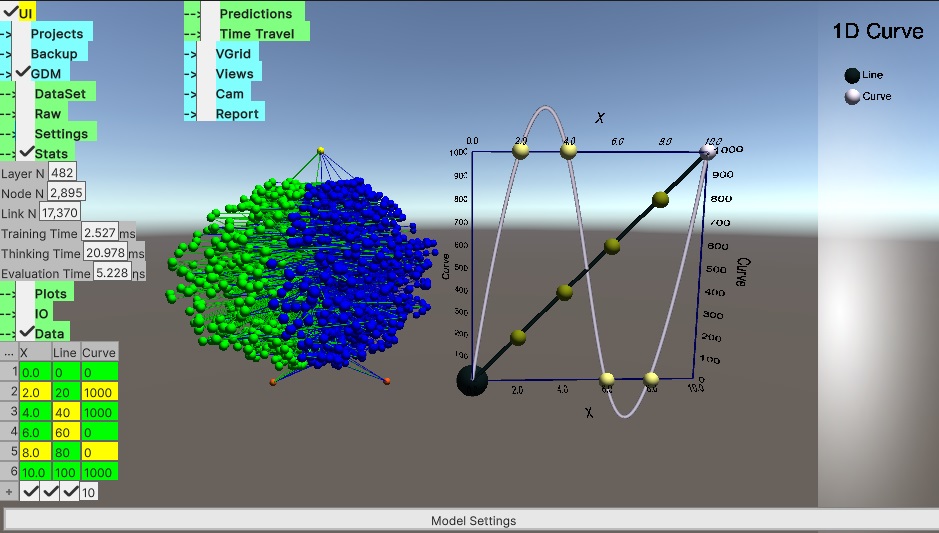 UI
--> Projects
--> Backup
--> GDM
--> DataSet
--> Raw
--> Settings
--> Stats
Layer N 482
Node N 2,895
Link N 17,370
Training Time 2.527 ms
Thinking Time 20.978 ms
Evaluation Time 5.228 ns
--> Plots
--> IO
--> Data
... X Line Curve
1 0.0 0 0
2 2.0 20 1000
3 4.0 40 1000
4 6.0 60 0
5 8.0 80 0
6 10.0 100 1000
+ 10
--> Predictions
--> Time Travel
--> VGrid
--> Views
--> Cam
--> Report
X
0.0 2.0 4.0 6.0 8.0 10.0
1000
900
800
700
600
500
400
300
200
100
Curve
1000
900
800
700
600
500
400
300
200
100
0
Curve
2.0 4.0 6.0 8.0 10.0
X
1D Curve
Line
Curve
Model Settings